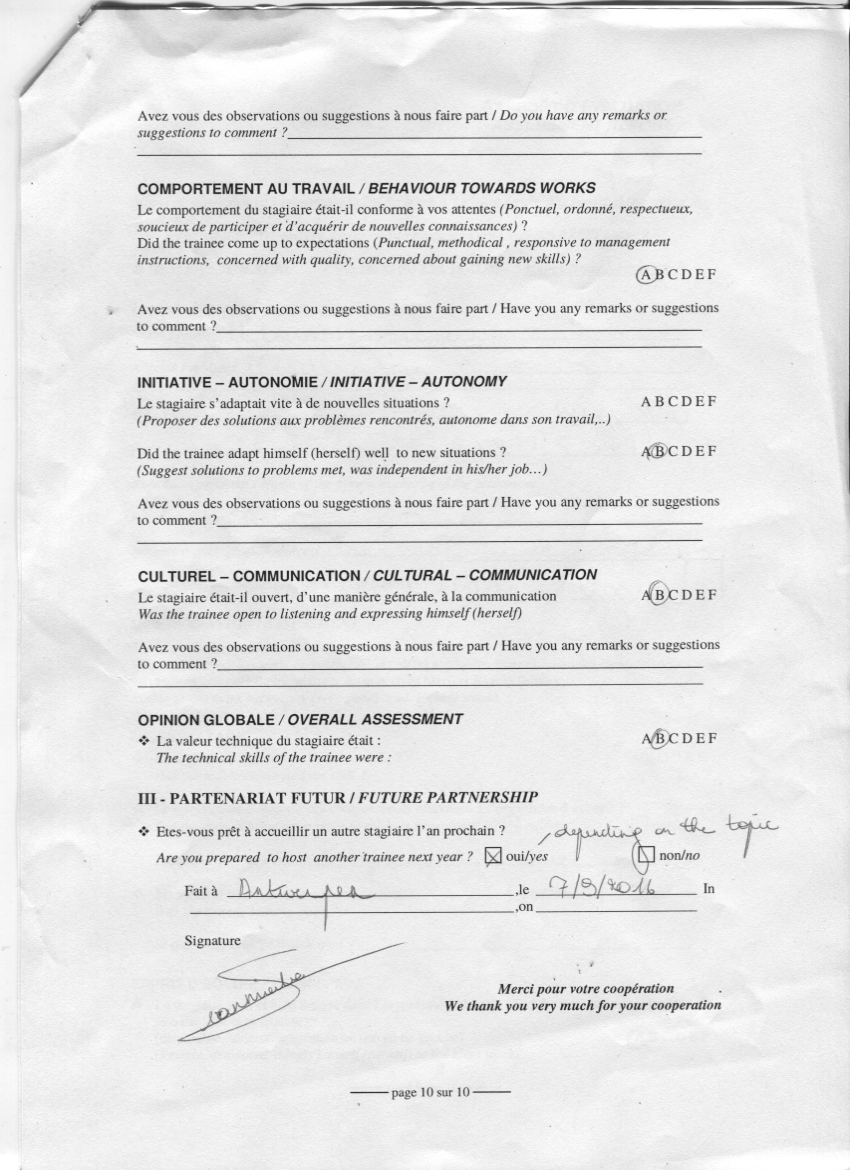 Avez vous des observations ou suggestions à nous faire part / Do you have any remarks or
suggestions to comment ?
COMPORTEMENT AU TRAVAIL / BEHAVIOUR TOWARDS WORKS
Le comportement du stagiaire était-il conforme à vos attentes (Ponctuel, ordonné, respectueux,
soucieux de participer et d'acquérir de nouvelles connaissances) ?
Did the trainee come up to expectations (Punctual, methodical , responsive to management
instructions, concerned with quality, concerned about gaining new skills) ?
A B C D E F
Avez vous des observations ou suggestions à nous faire part / Have you any remarks or suggestions
to comment ?
INITIATIVE – AUTONOMIE / INITIATIVE – AUTONOMY
Le stagiaire s'adaptait vite à de nouvelles situations ? A B C D E F
(Proposer des solutions aux problèmes rencontrés, autonome dans son travail,..)
Did the trainee adapt himself (herself) well to new situations ? A B C D E F
(Suggest solutions to problems met, was independent in his/her job…)
Avez vous des observations ou suggestions à nous faire part / Have you any remarks or suggestions
to comment ?
CULTUREL – COMMUNICATION / CULTURAL – COMMUNICATION
Le stagiaire était-il ouvert, d'une manière générale, à la communication A B C D E F
Was the trainee open to listening and expressing himself (herself)
Avez vous des observations ou suggestions à nous faire part / Have you any remarks or suggestions
to comment ?
OPINION GLOBALE / OVERALL ASSESSMENT
❖ La valeur technique du stagiaire était : A B C D E F
The technical skills of the trainee were :
III - PARTENARIAT FUTUR / FUTURE PARTNERSHIP
❖ Etes-vous prêt à accueillir un autre stagiaire l'an prochain ? , depending on the topic
Are you prepared to host another trainee next year ? ☒ oui/yes ☐ non/no
Fait à Antwerpen ,le 7/9/2016 In
,on
Signature
Merci pour votre coopération
We thank you very much for your cooperation
page 10 sur 10